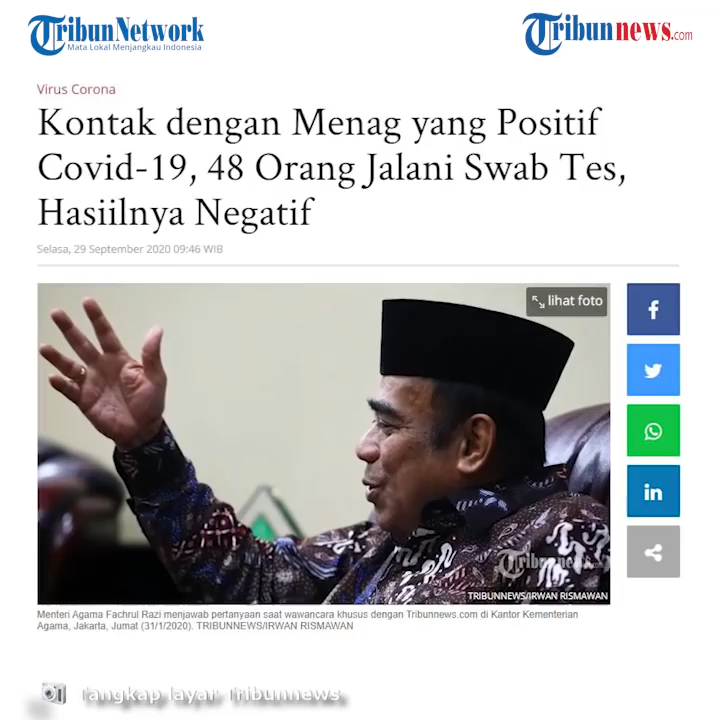 TribunNetwork
Mata Lokal Menjangkau Indonesia
Tribunnews.com
Virus Corona
Kontak dengan Menag yang Positif
Covid-19, 48 Orang Jalani Swab Tes,
Hasiilnya Negatif
Selasa, 29 September 2020 09:46 WIB
lihat foto
Tribunnews.com
TRIBUNNEWS/IRWAN RISMAWAN
Menteri Agama Fachrul Razi menjawab pertanyaan saat wawancara khusus dengan Tribunnews.com di Kantor Kementerian
Agama, Jakarta, Jumat (31/1/2020). TRIBUNNEWS/IRWAN RISMAWAN
Tangkap layar Tribunnews